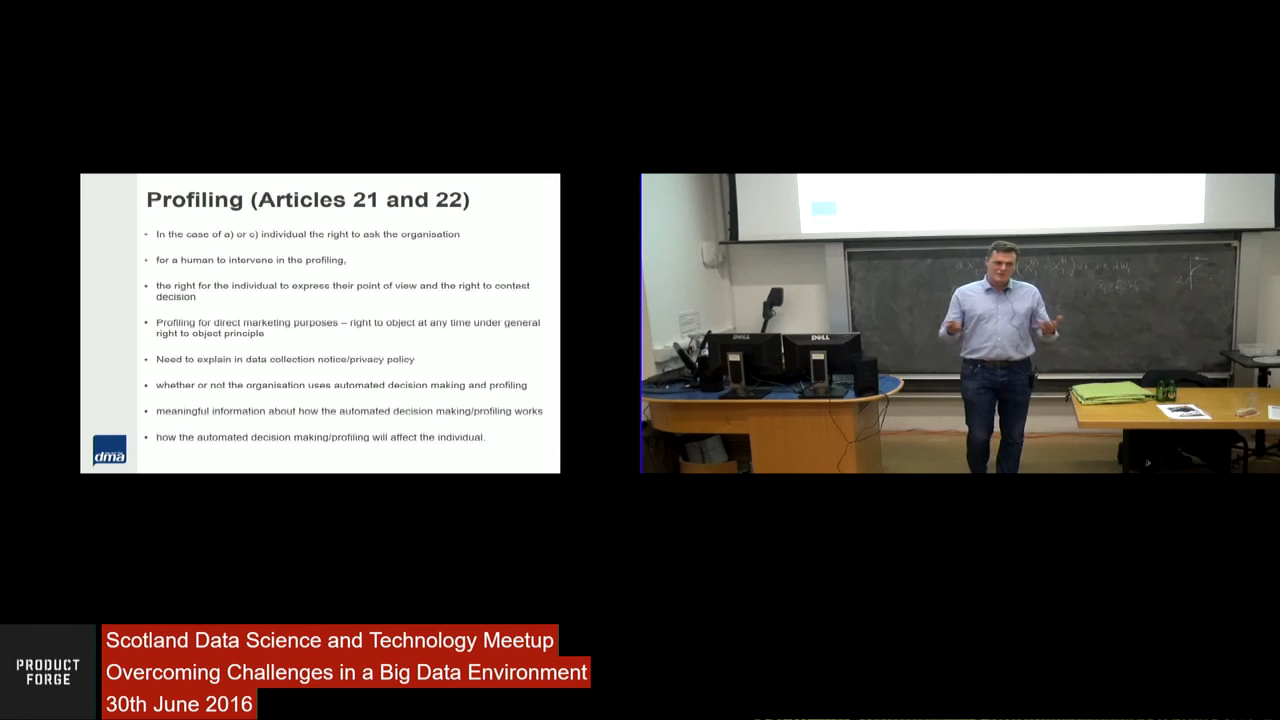 Profiling (Articles 21 and 22)
In the case of a) or c) individual the right to ask the organisation
for a human to intervene in the profiling,
the right for the individual to express their point of view and the right to contest
decision
Profiling for direct marketing purposes – right to object at any time under general
right to object principle
Need to explain in data collection notice/privacy policy
whether or not the organisation uses automated decision making and profiling
meaningful information about how the automated decision making/profiling works
how the automated decision making/profiling will affect the individual.
dma
DELL
DELL
PRODUCT
FORGE
Scotland Data Science and Technology Meetup
Overcoming Challenges in a Big Data Environment
30th June 2016